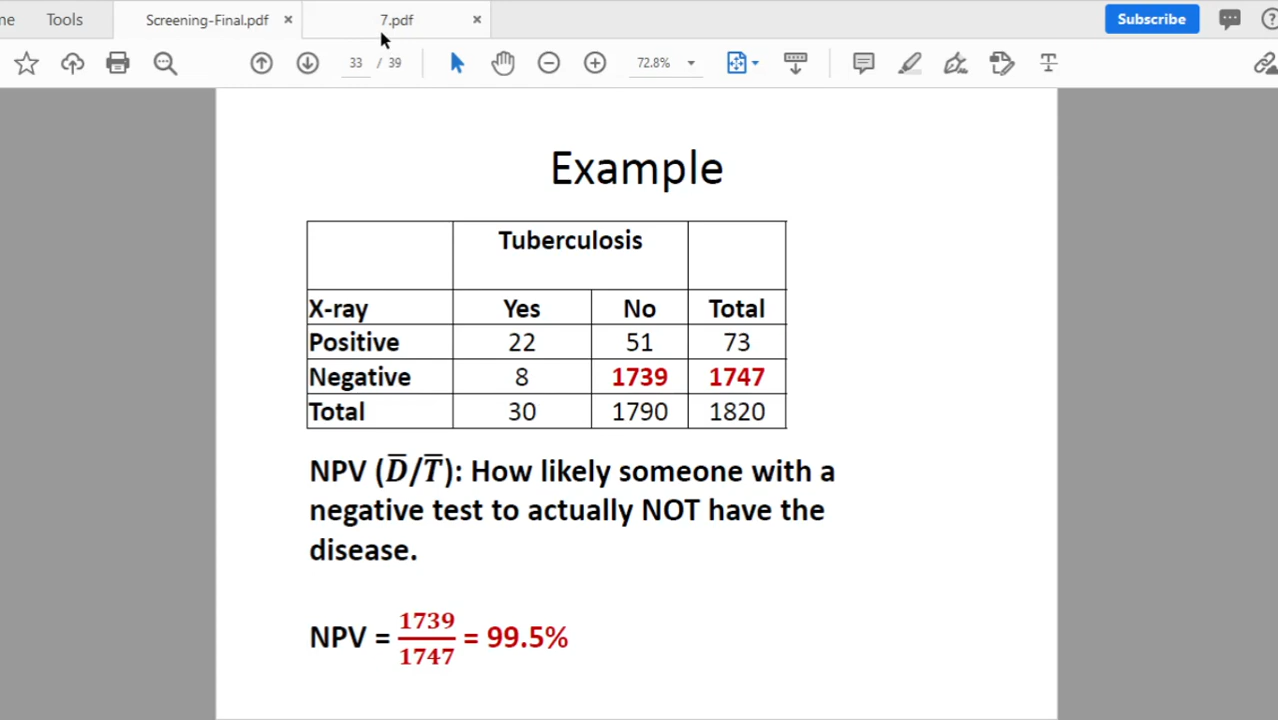 me Tools Screening-Final.pdf × 7.pdf × Subscribe
33 / 39 72.8%
Example
Tuberculosis
X-ray Yes No Total
Positive 22 51 73
Negative 8 1739 1747
Total 30 1790 1820
NPV (D̅/T̅): How likely someone with a
negative test to actually NOT have the
disease.
NPV = 1739/1747 = 99.5%